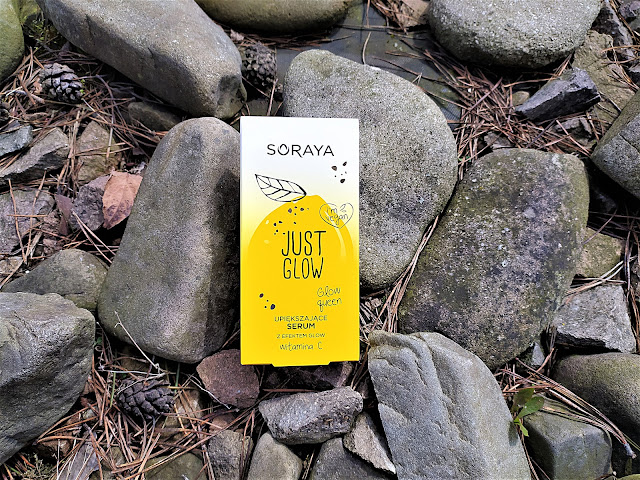 SORAYA
I'm
vegan
JUST
GLOW
Glow
queen
UPIĘKSZAJĄCE
SERUM
Z EFEKTEM GLOW
Witamina C